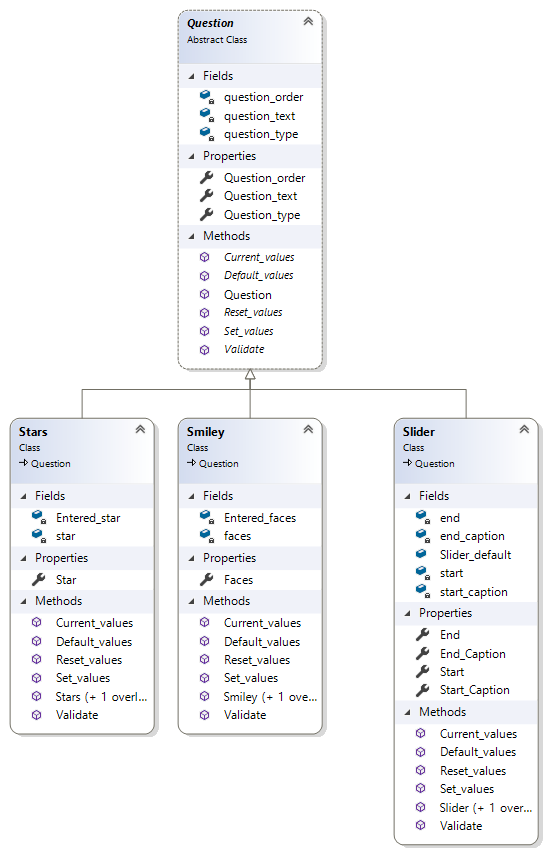 Question
Abstract Class
Fields
question_order
question_text
question_type
Properties
Question_order
Question_text
Question_type
Methods
Current_values
Default_values
Question
Reset_values
Set_values
Validate
Stars
Class
Question
Fields
Entered_star
star
Properties
Star
Methods
Current_values
Default_values
Reset_values
Set_values
Stars (+ 1 overl...
Validate
Smiley
Class
Question
Fields
Entered_faces
faces
Properties
Faces
Methods
Current_values
Default_values
Reset_values
Set_values
Smiley (+ 1 ove...
Validate
Slider
Class
Question
Fields
end
end_caption
Slider_default
start
start_caption
Properties
End
End_Caption
Start
Start_Caption
Methods
Current_values
Default_values
Reset_values
Set_values
Slider (+ 1 over...
Validate